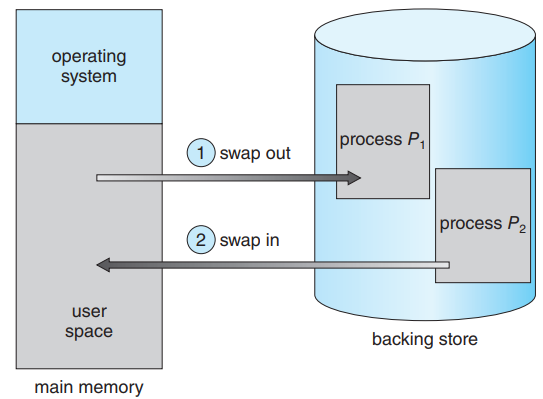 operating
system
1 swap out
process P₁
process P₂
2 swap in
user
space
backing store
main memory